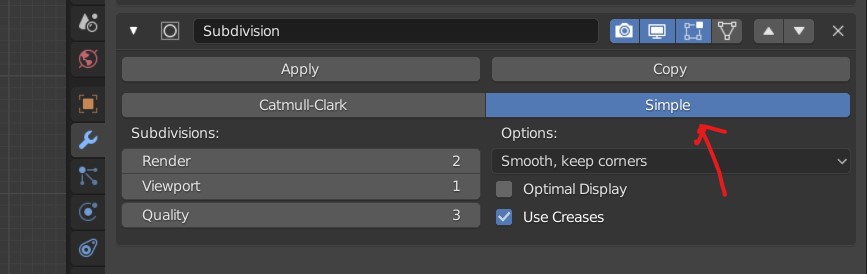 Subdivision
Apply Copy
Catmull-Clark Simple
Subdivisions: Options:
Render 2 Smooth, keep corners
Viewport 1 Optimal Display
Quality 3 Use Creases